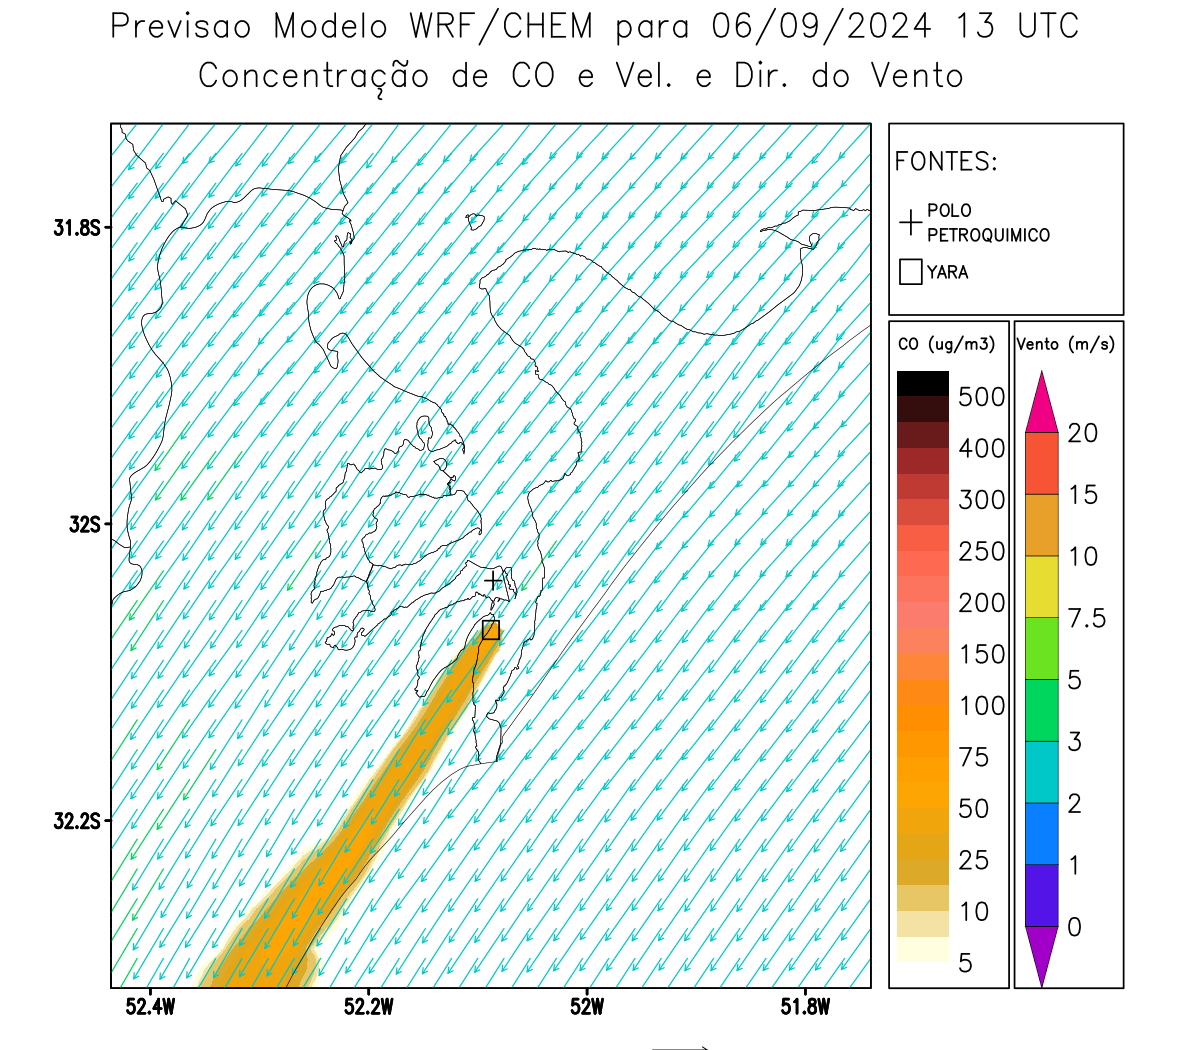 Previsao Modelo WRF/CHEM para 06/09/2024 13 UTC
Concentração de CO e Vel. e Dir. do Vento
FONTES:
POLO
PETROQUIMICO
YARA
31.8S
32S
32.2S
52.4W
52.2W
52W
51.8W
CO (ug/m3)
500
400
300
250
200
150
100
75
50
25
10
5
Vento (m/s)
20
15
10
7.5
5
3
2
1
0